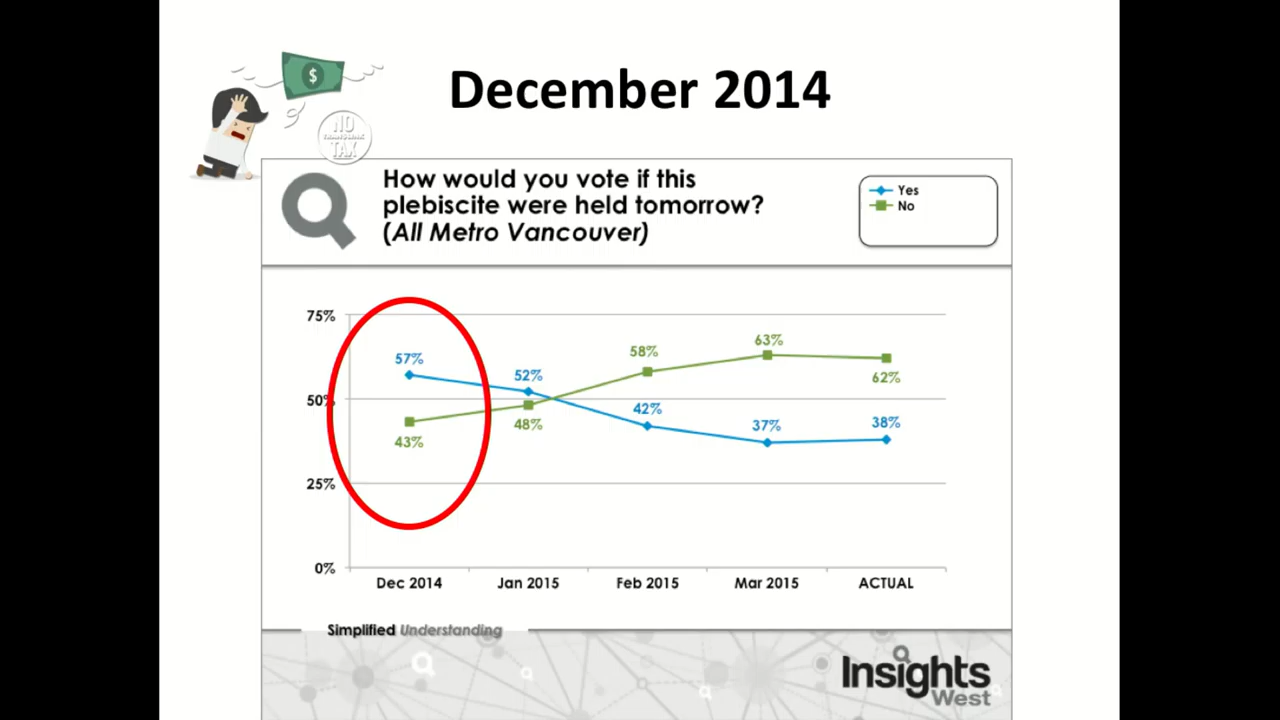 December 2014
$
NO
TRANSLINK
TAX
How would you vote if this
plebiscite were held tomorrow?
(All Metro Vancouver)
Yes
No
75%
50%
25%
0%
57%
52%
42%
37%
38%
43%
48%
58%
63%
62%
Dec 2014
Jan 2015
Feb 2015
Mar 2015
ACTUAL
Simplified Understanding
Insights
West